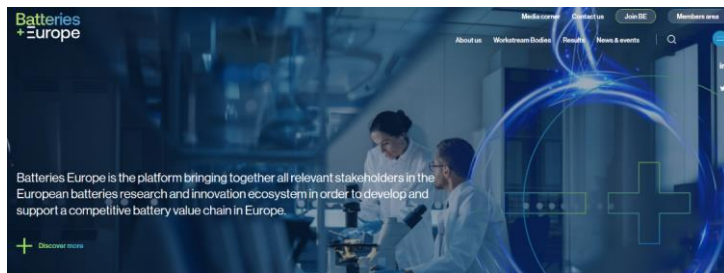 Batteries
+Europe
Media corner Contact us Join BE Members area
About us Workstream Bodies Results News & events
in
Batteries Europe is the platform bringing together all relevant stakeholders in the
European batteries research and innovation ecosystem in order to develop and
support a competitive battery value chain in Europe.
Discover more